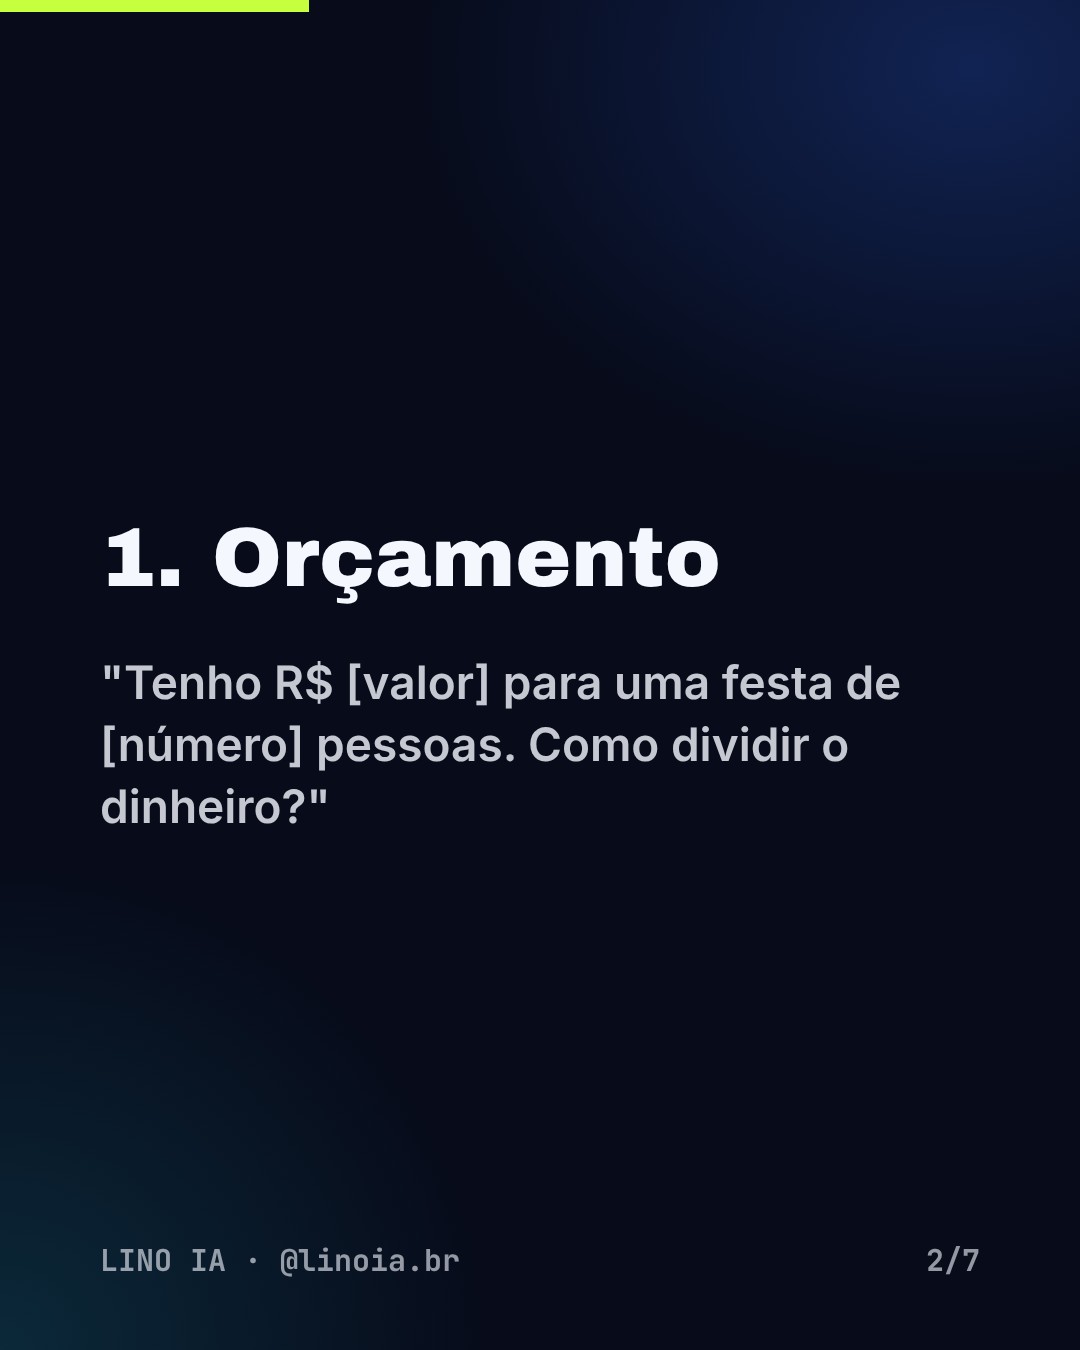 1. Orçamento
"Tenho R$ [valor] para uma festa de
[número] pessoas. Como dividir o
dinheiro?"
LINO IA · @linoia.br
2/7